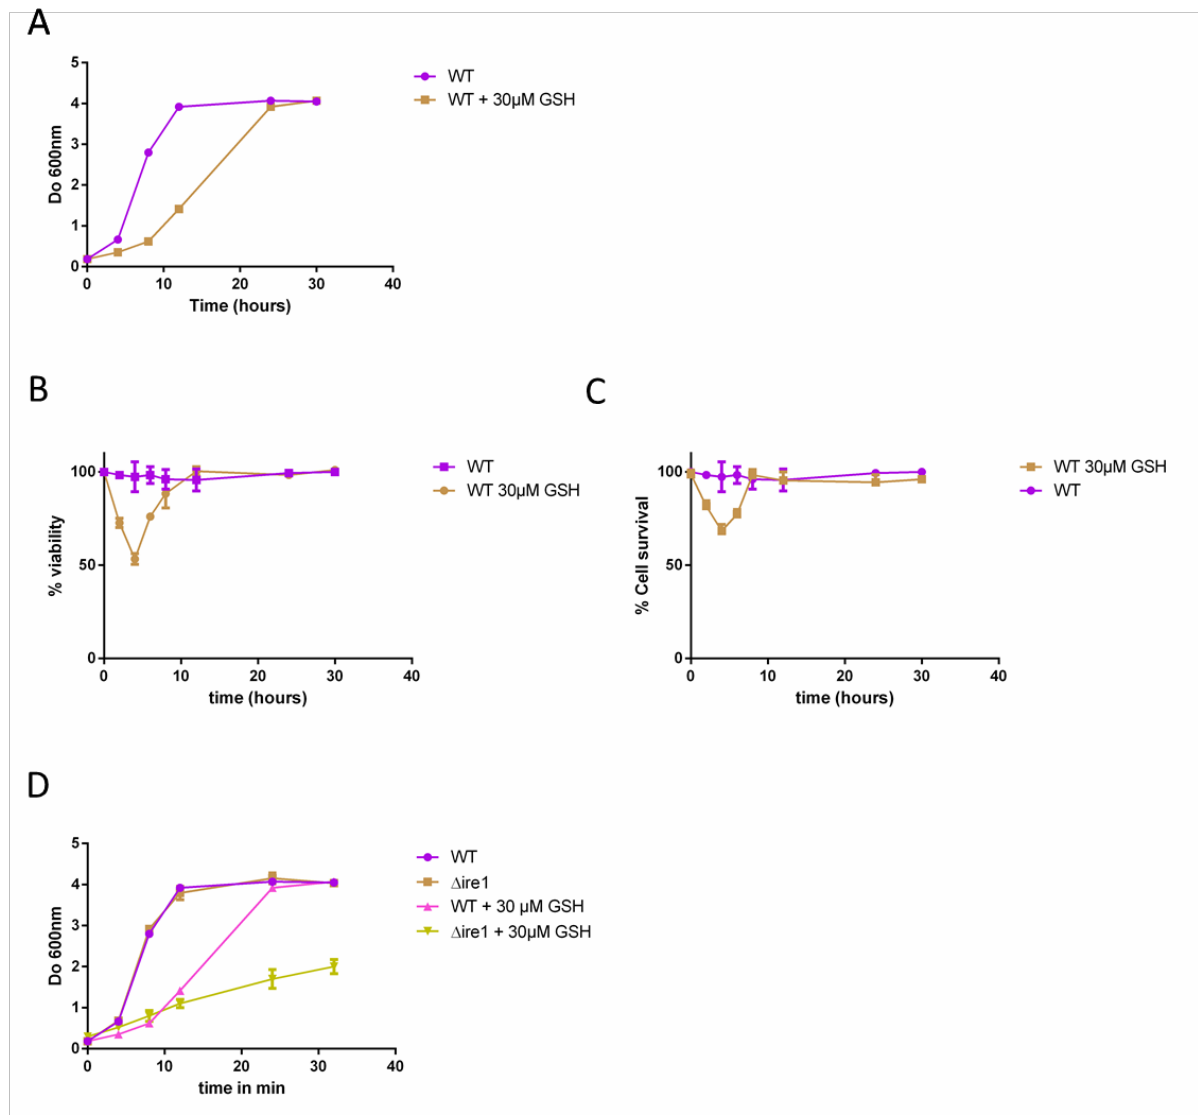 A
5
4
3
2
1
0
Do 600nm
0 10 20 30 40
Time (hours)
WT
WT + 30µM GSH
B
100
50
0
% viability
0 10 20 30 40
time (hours)
WT
WT 30µM GSH
C
100
50
0
% Cell survival
0 10 20 30 40
time (hours)
WT 30µM GSH
WT
D
5
4
3
2
1
0
Do 600nm
0 10 20 30 40
time in min
WT
Δire1
WT + 30 µM GSH
Δire1 + 30µM GSH